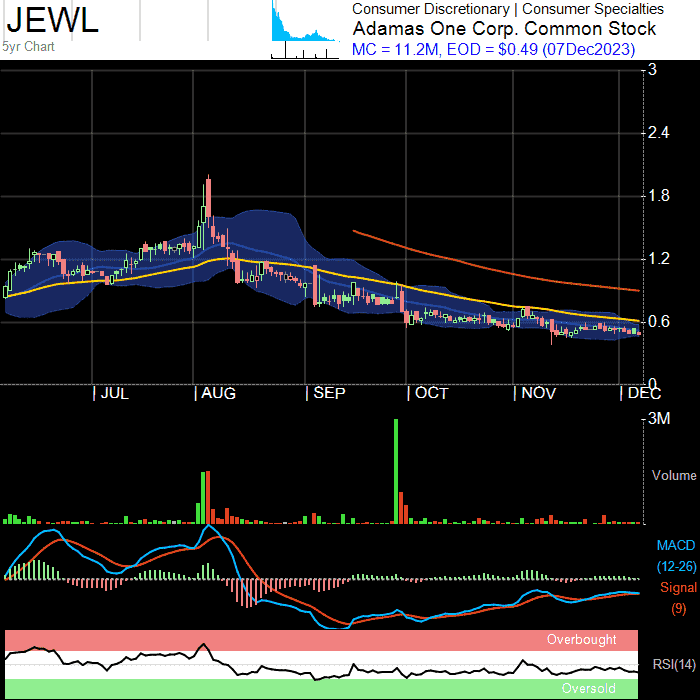 JEWL
5yr Chart
Consumer Discretionary | Consumer Specialties
Adamas One Corp. Common Stock
MC = 11.2M, EOD = $0.49 (07Dec2023)
3
2.4
1.8
1.2
0.6
0
JUL
AUG
SEP
OCT
NOV
DEC
3M
Volume
MACD
(12-26)
Signal
(9)
Overbought
RSI(14)
Oversold